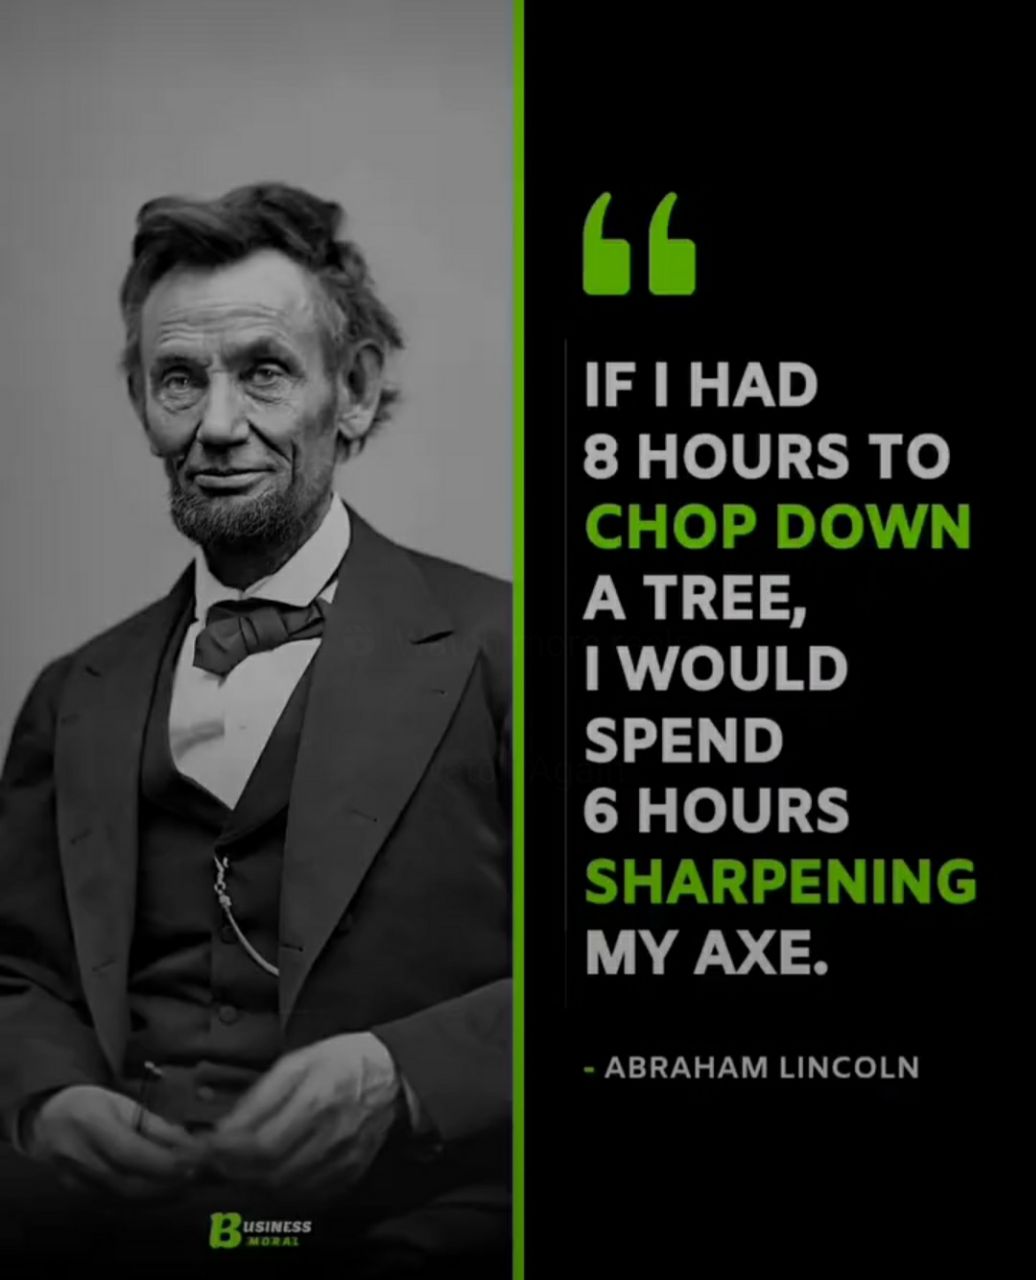 IF I HAD
8 HOURS TO
CHOP DOWN
A TREE,
I WOULD
SPEND
6 HOURS
SHARPENING
MY AXE.
- ABRAHAM LINCOLN
BUSINESS
MORAL